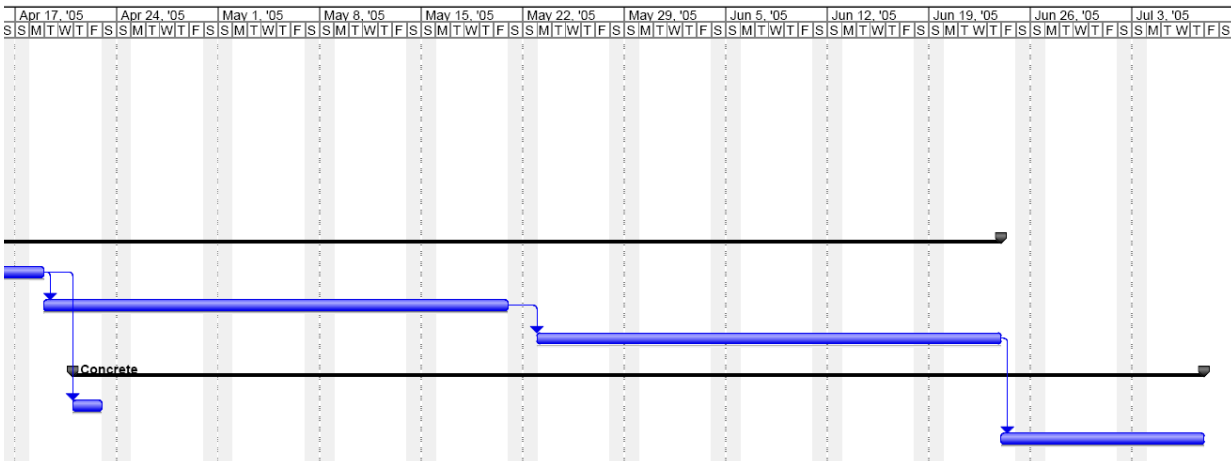 Apr 17, '05 Apr 24, '05 May 1, '05 May 8, '05 May 15, '05 May 22, '05 May 29, '05 Jun 5, '05 Jun 12, '05 Jun 19, '05 Jun 26, '05 Jul 3, '05
S S M T W T F S S M T W T F S S M T W T F S S M T W T F S S M T W T F S S M T W T F S S M T W T F S S M T W T F S S M T W T F S S M T W T F S S M T W T F S S M T W T F S
Concrete